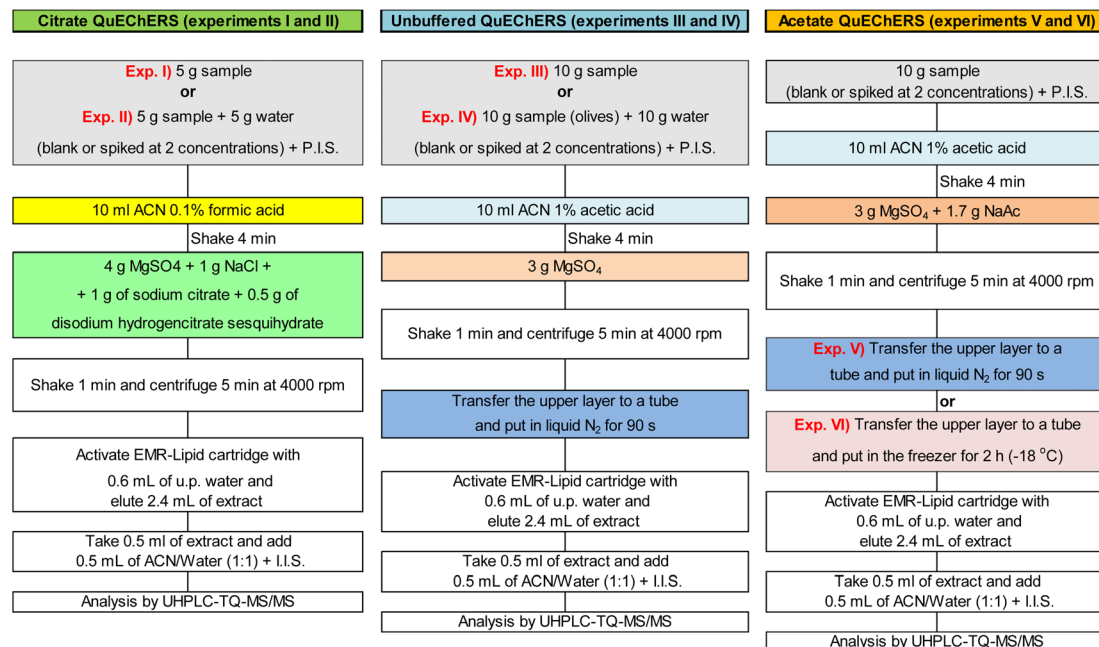 Citrate QuEChERS (experiments I and II)
Exp. I) 5 g sample
or
Exp. II) 5 g sample + 5 g water
(blank or spiked at 2 concentrations) + P.I.S.
10 ml ACN 0.1% formic acid
Shake 4 min
4 g MgSO4 + 1 g NaCl +
+ 1 g of sodium citrate + 0.5 g of
disodium hydrogencitrate sesquihydrate
Shake 1 min and centrifuge 5 min at 4000 rpm
Activate EMR-Lipid cartridge with
0.6 mL of u.p. water and
elute 2.4 mL of extract
Take 0.5 ml of extract and add
0.5 mL of ACN/Water (1:1) + I.I.S.
Analysis by UHPLC-TQ-MS/MS
Unbuffered QuEChERS (experiments III and IV)
Exp. III) 10 g sample
or
Exp. IV) 10 g sample (olives) + 10 g water
(blank or spiked at 2 concentrations) + P.I.S.
10 ml ACN 1% acetic acid
Shake 4 min
3 g MgSO₄
Shake 1 min and centrifuge 5 min at 4000 rpm
Transfer the upper layer to a tube
and put in liquid N₂ for 90 s
Activate EMR-Lipid cartridge with
0.6 mL of u.p. water and
elute 2.4 mL of extract
Take 0.5 ml of extract and add
0.5 mL of ACN/Water (1:1) + I.I.S.
Analysis by UHPLC-TQ-MS/MS
Acetate QuEChERS (experiments V and VI)
10 g sample
(blank or spiked at 2 concentrations) + P.I.S.
10 ml ACN 1% acetic acid
Shake 4 min
3 g MgSO₄ + 1.7 g NaAc
Shake 1 min and centrifuge 5 min at 4000 rpm
Exp. V) Transfer the upper layer to a
tube and put in liquid N₂ for 90 s
or
Exp. VI) Transfer the upper layer to a tube
and put in the freezer for 2 h (-18 °C)
Activate EMR-Lipid cartridge with
0.6 mL of u.p. water and
elute 2.4 mL of extract
Take 0.5 ml of extract and add
0.5 mL of ACN/Water (1:1) + I.I.S.
Analysis by UHPLC-TQ-MS/MS